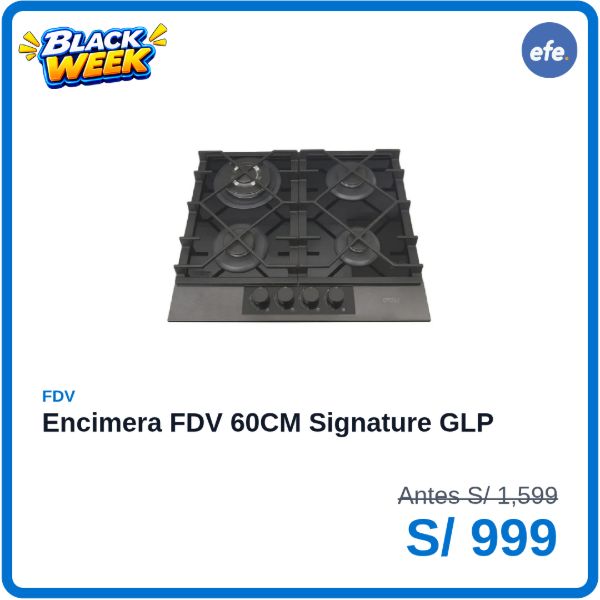 BLACK
WEEK
efe.
FDV
Encimera FDV 60CM Signature GLP
Antes S/ 1,599
S/ 999